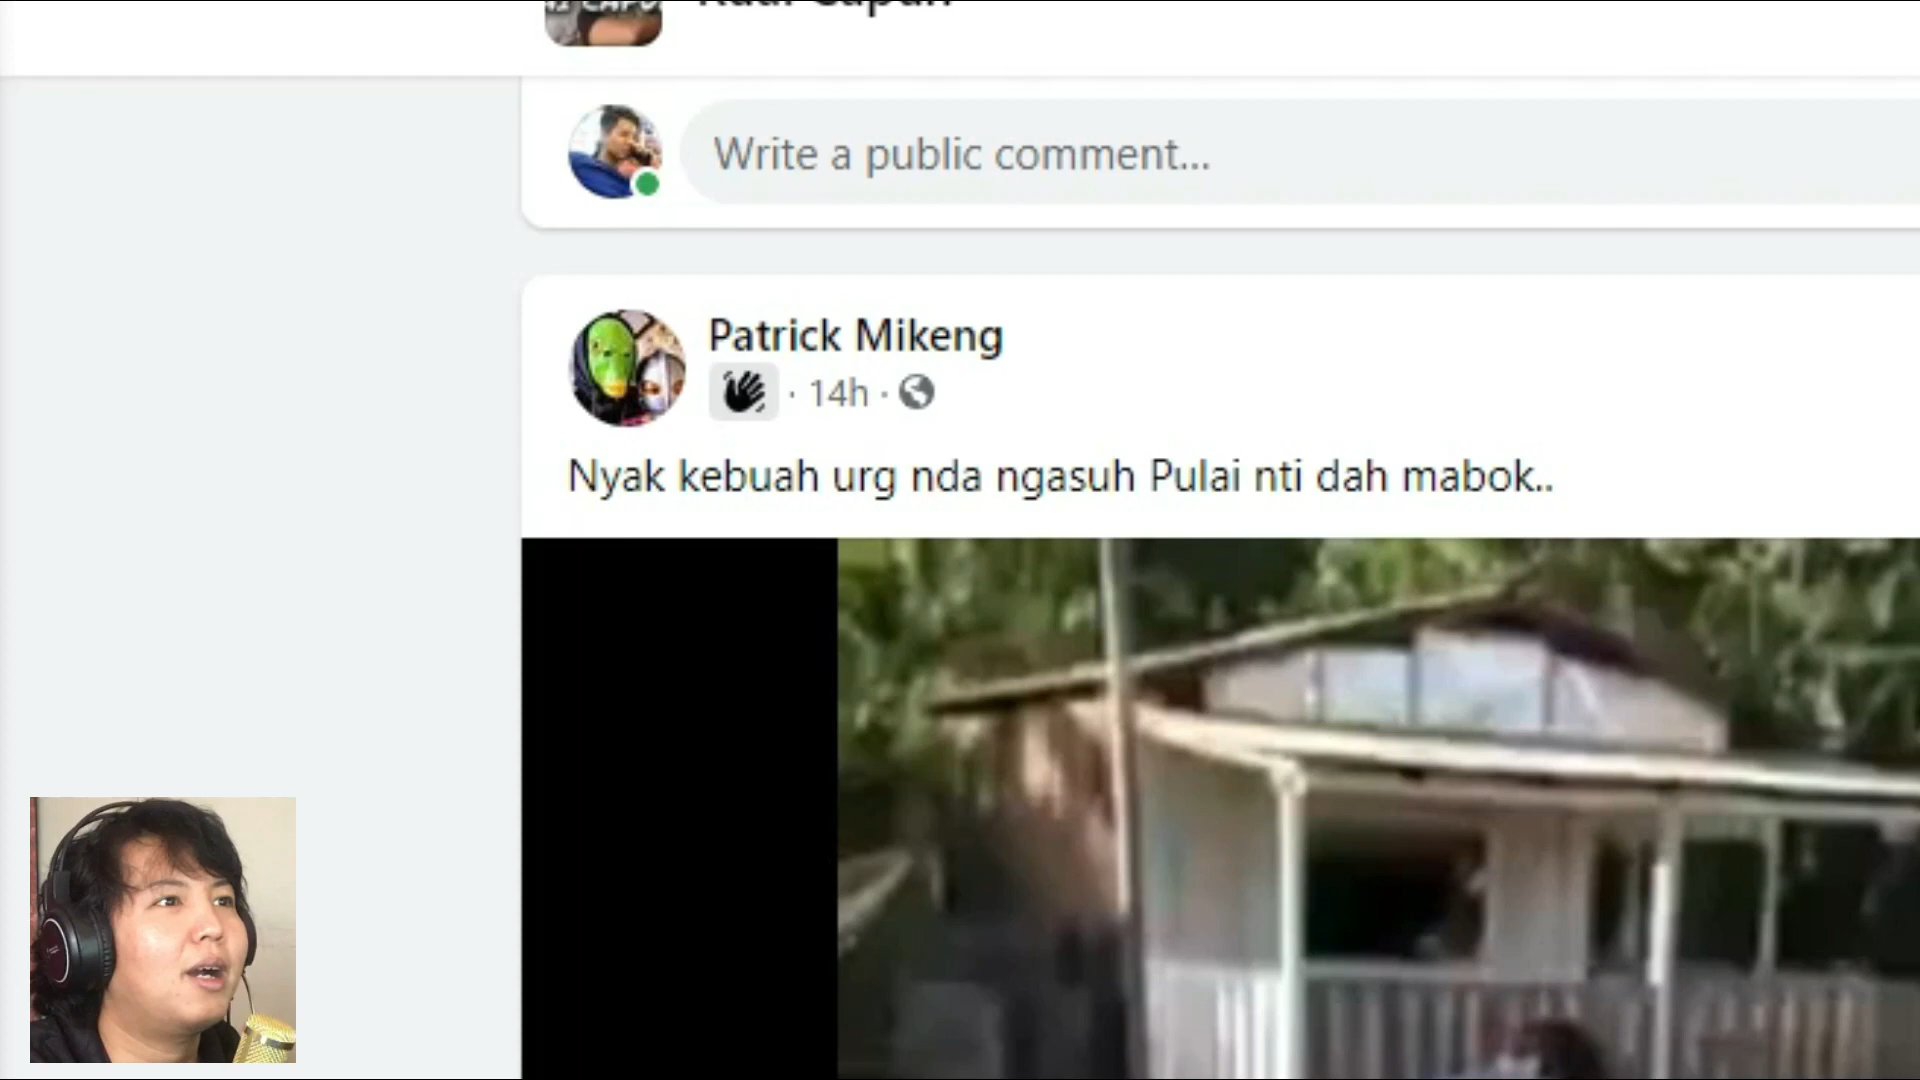 Write a public comment...
Patrick Mikeng
· 14h ·
Nyak kebuah urg nda ngasuh Pulai nti dah mabok..